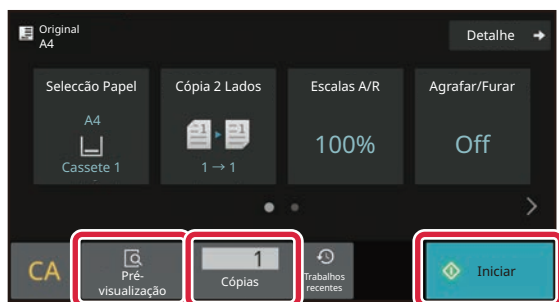 Original
A4
Detalhe
Selecção Papel
A4
Cassete 1
Cópia 2 Lados
1 → 1
Escalas A/R
100%
Agrafar/Furar
Off
CA
Pré-
visualização
1
Cópias
Trabalhos
recentes
Iniciar